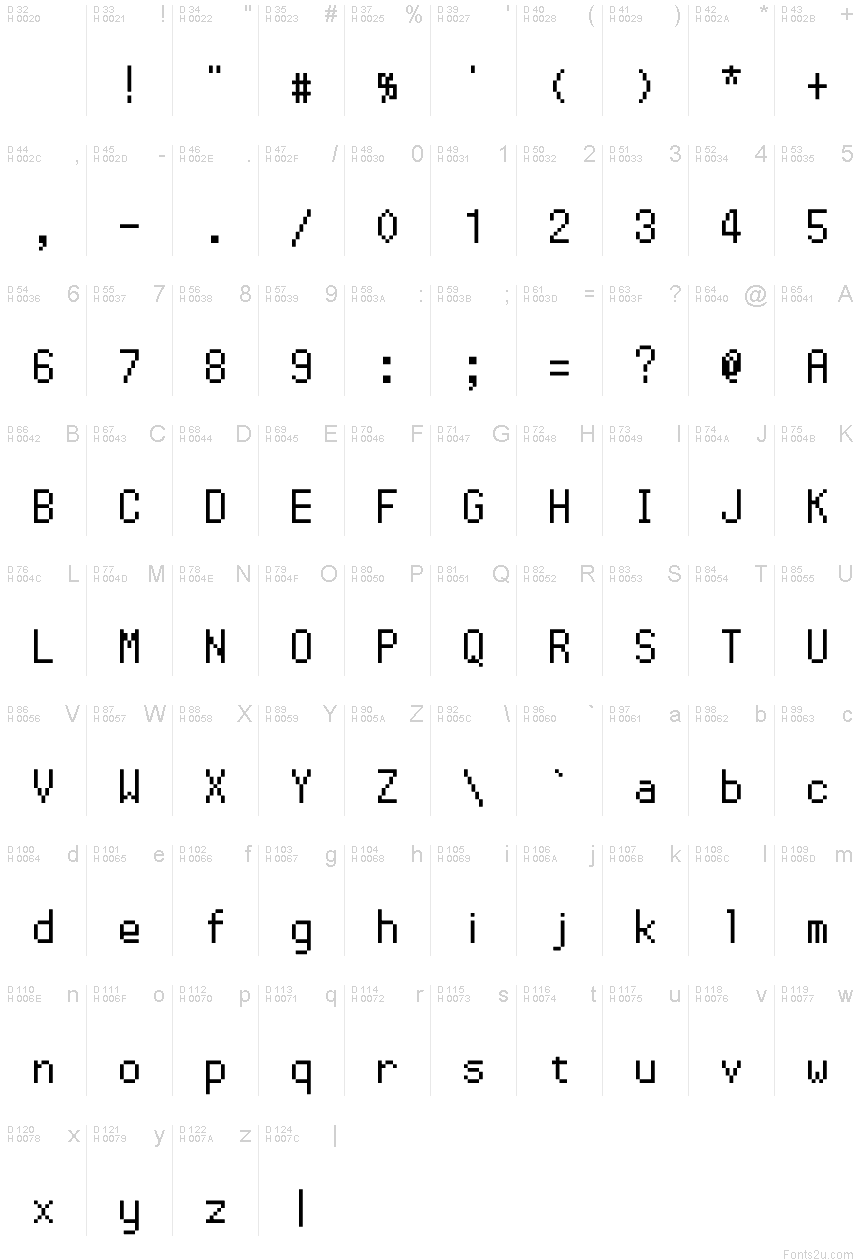 D 32 D 33 ! D 34 " D 35 # D 37 % D 39 ' D 40 ( D 41 ) D 42 * D 43 +
H 0020 H 0021 H 0022 H 0023 H 0025 H 0027 H 0028 H 0029 H 002A H 002B
! " # % ' ( ) * +
D 44 , D 45 - D 46 . D 47 / D 48 0 D 49 1 D 50 2 D 51 3 D 52 4 D 53 5
H 002C H 002D H 002E H 002F H 0030 H 0031 H 0032 H 0033 H 0034 H 0035
, - . / 0 1 2 3 4 5
D 54 6 D 55 7 D 56 8 D 57 9 D 58 : D 59 ; D 61 = D 63 ? D 64 @ D 65 A
H 0036 H 0037 H 0038 H 0039 H 003A H 003B H 003D H 003F H 0040 H 0041
6 7 8 9 : ; = ? @ A
D 66 B D 67 C D 68 D D 69 E D 70 F D 71 G D 72 H D 73 I D 74 J D 75 K
H 0042 H 0043 H 0044 H 0045 H 0046 H 0047 H 0048 H 0049 H 004A H 004B
B C D E F G H I J K
D 76 L D 77 M D 78 N D 79 O D 80 P D 81 Q D 82 R D 83 S D 84 T D 85 U
H 004C H 004D H 004E H 004F H 0050 H 0051 H 0052 H 0053 H 0054 H 0055
L M N O P Q R S T U
D 86 V D 87 W D 88 X D 89 Y D 90 Z D 92 \ D 96 ` D 97 a D 98 b D 99 c
H 0056 H 0057 H 0058 H 0059 H 005A H 005C H 0060 H 0061 H 0062 H 0063
V W X Y Z \ ` a b c
D 100 d D 101 e D 102 f D 103 g D 104 h D 105 i D 106 j D 107 k D 108 l D 109 m
H 0064 H 0065 H 0066 H 0067 H 0068 H 0069 H 006A H 006B H 006C H 006D
d e f g h i j k l m
D 110 n D 111 o D 112 p D 113 q D 114 r D 115 s D 116 t D 117 u D 118 v D 119 w
H 006E H 006F H 0070 H 0071 H 0072 H 0073 H 0074 H 0075 H 0076 H 0077
n o p q r s t u v w
D 120 x D 121 y D 122 z D 124 |
H 0078 H 0079 H 007A H 007C
x y z |
Fonts2u.com